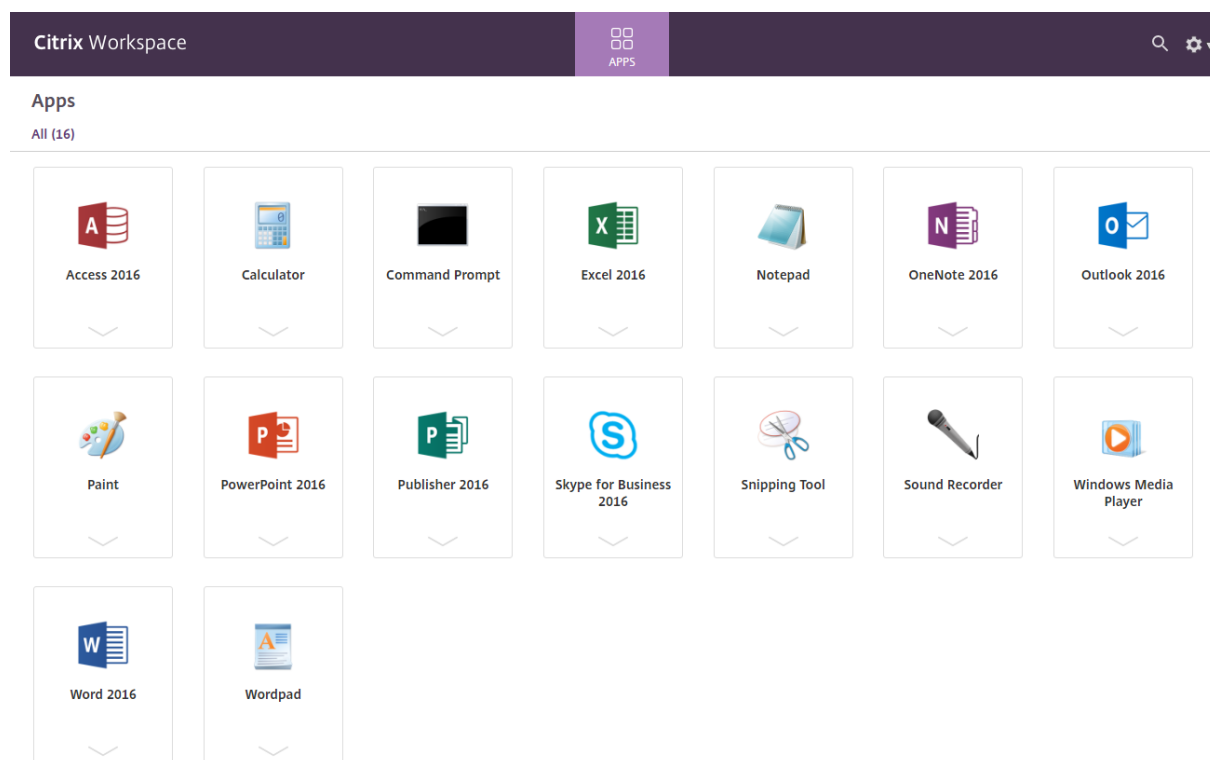 Citrix Workspace
APPS
Apps
All (16)
Access 2016
Calculator
Command Prompt
Excel 2016
Notepad
OneNote 2016
Outlook 2016
Paint
PowerPoint 2016
Publisher 2016
Skype for Business
2016
Snipping Tool
Sound Recorder
Windows Media
Player
Word 2016
Wordpad